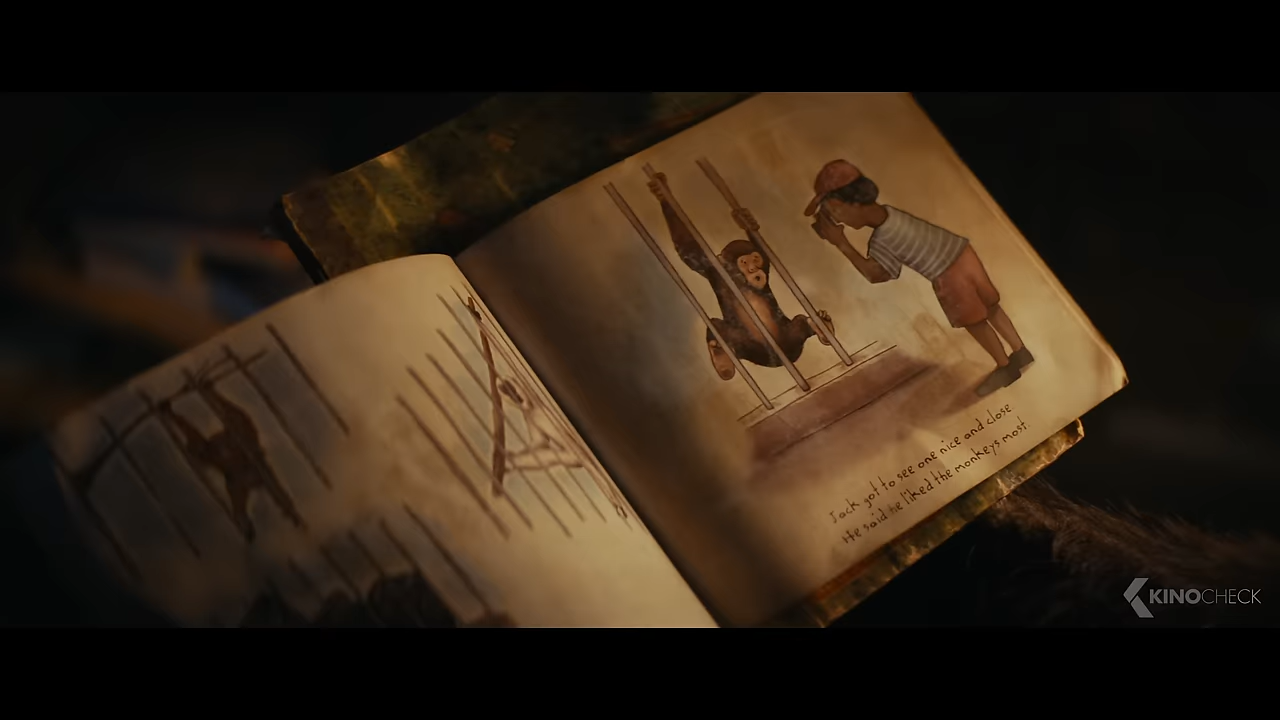 Jack got to see one nice and close
He said he liked the monkeys most.
KINOCHECK